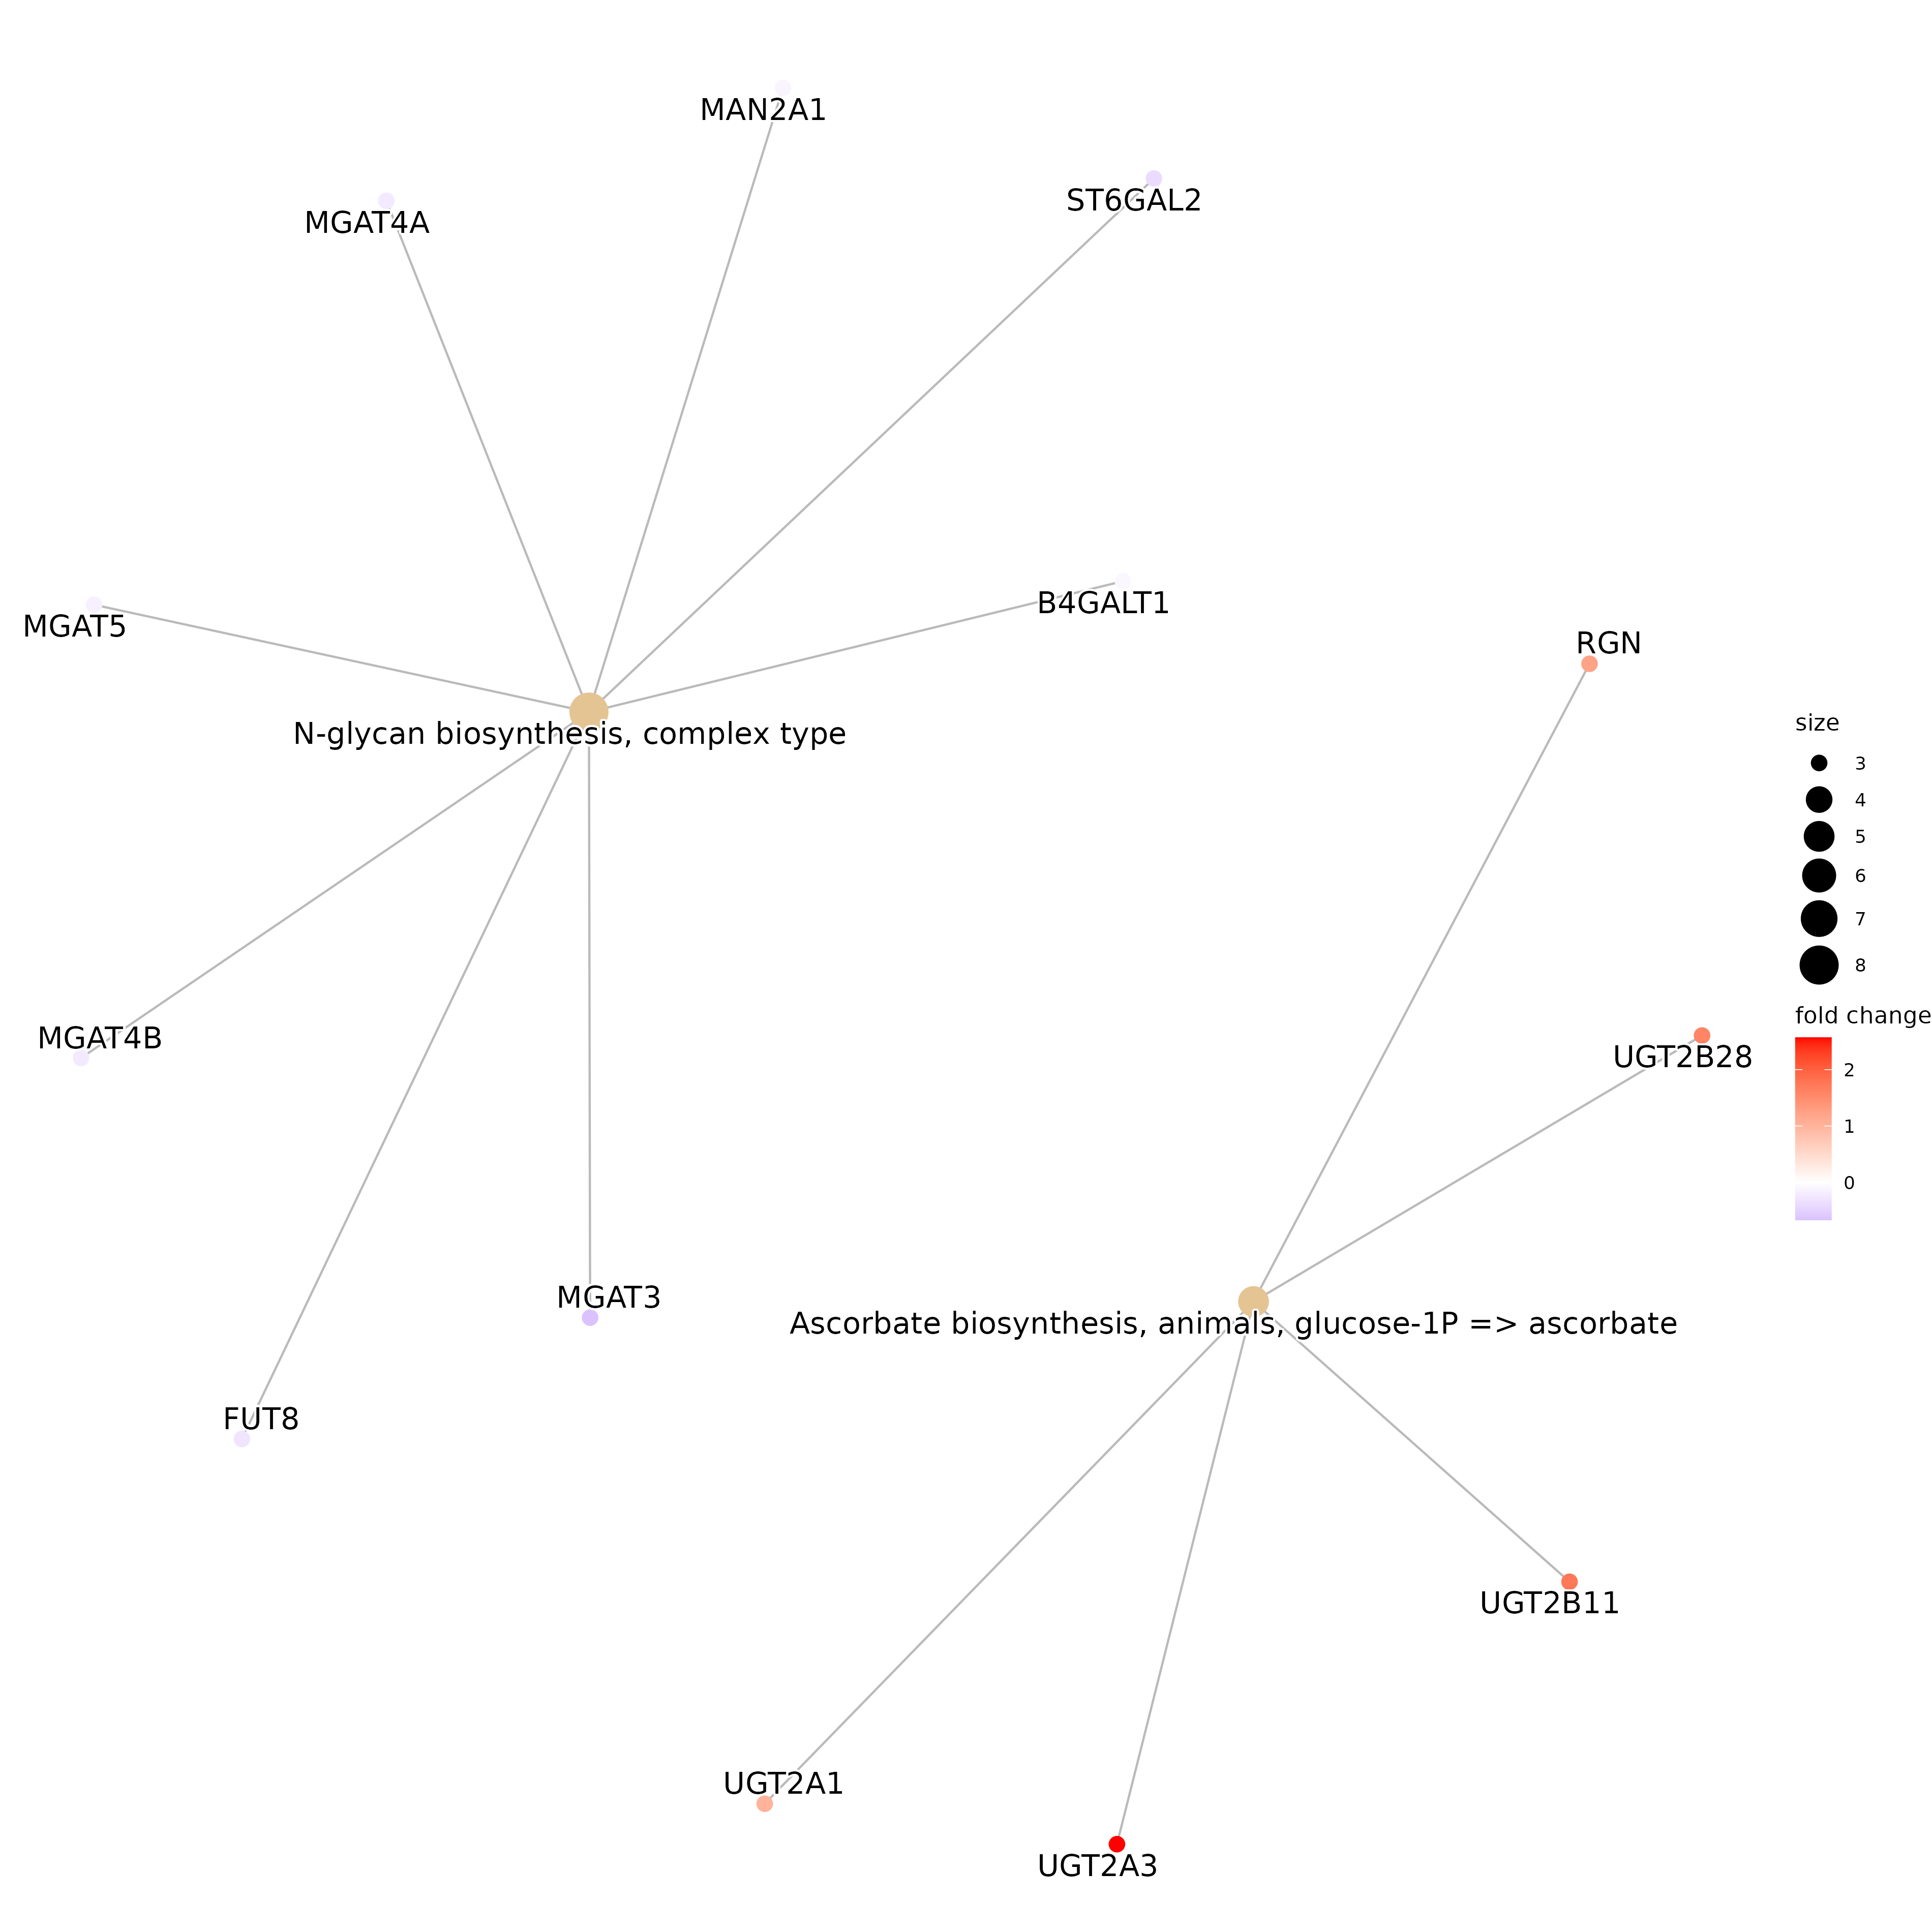 MAN2A1
ST6GAL2
MGAT4A
B4GALT1
MGAT5
RGN
size
N-glycan biosynthesis, complex type
3
4
5
6
7
8
fold change
MGAT4B
UGT2B28
2
1
0
MGAT3
Ascorbate biosynthesis, animals, glucose-1P => ascorbate
FUT8
UGT2B11
UGT2A1
UGT2A3